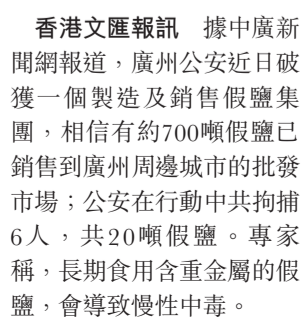 香港文匯報訊　據中廣新
聞網報道，廣州公安近日破
獲一個製造及銷售假鹽集
團，相信有約700噸假鹽已
銷售到廣州周邊城市的批發
市場；公安在行動中共拘捕
6人，共20噸假鹽。專家
稱，長期食用含重金屬的假
鹽，會導致慢性中毒。